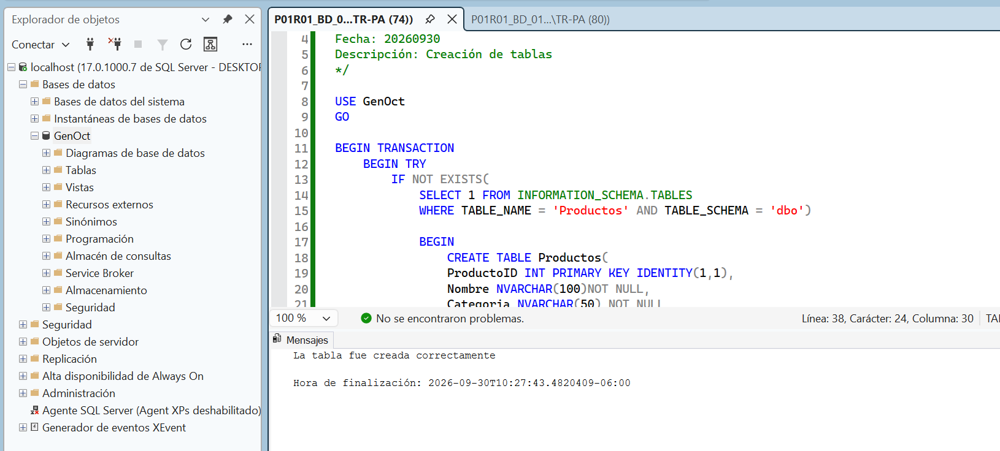 Explorador de objetos
Conectar
localhost (17.0.1000.7 de SQL Server - DESKTOP
Bases de datos
Bases de datos del sistema
Instantáneas de bases de datos
GenOct
Diagramas de base de datos
Tablas
Vistas
Recursos externos
Sinónimos
Programación
Almacén de consultas
Service Broker
Almacenamiento
Seguridad
Seguridad
Objetos de servidor
Replicación
Alta disponibilidad de Always On
Administración
Agente SQL Server (Agent XPs deshabilitado)
Generador de eventos XEvent
P01R01_BD_0...TR-PA (74))
P01R01_BD_01...\TR-PA (80))
4 Fecha: 20260930
5 Descripción: Creación de tablas
6 */
7
8 USE GenOct
9 GO
10
11 BEGIN TRANSACTION
12 BEGIN TRY
13 IF NOT EXISTS(
14 SELECT 1 FROM INFORMATION_SCHEMA.TABLES
15 WHERE TABLE_NAME = 'Productos' AND TABLE_SCHEMA = 'dbo')
16
17 BEGIN
18 CREATE TABLE Productos(
19 ProductoID INT PRIMARY KEY IDENTITY(1,1),
20 Nombre NVARCHAR(100)NOT NULL,
21 Categoria NVARCHAR(50) NOT NULL
100 %
No se encontraron problemas.
Línea: 38, Carácter: 24, Columna: 30
Mensajes
La tabla fue creada correctamente
Hora de finalización: 2026-09-30T10:27:43.4820409-06:00